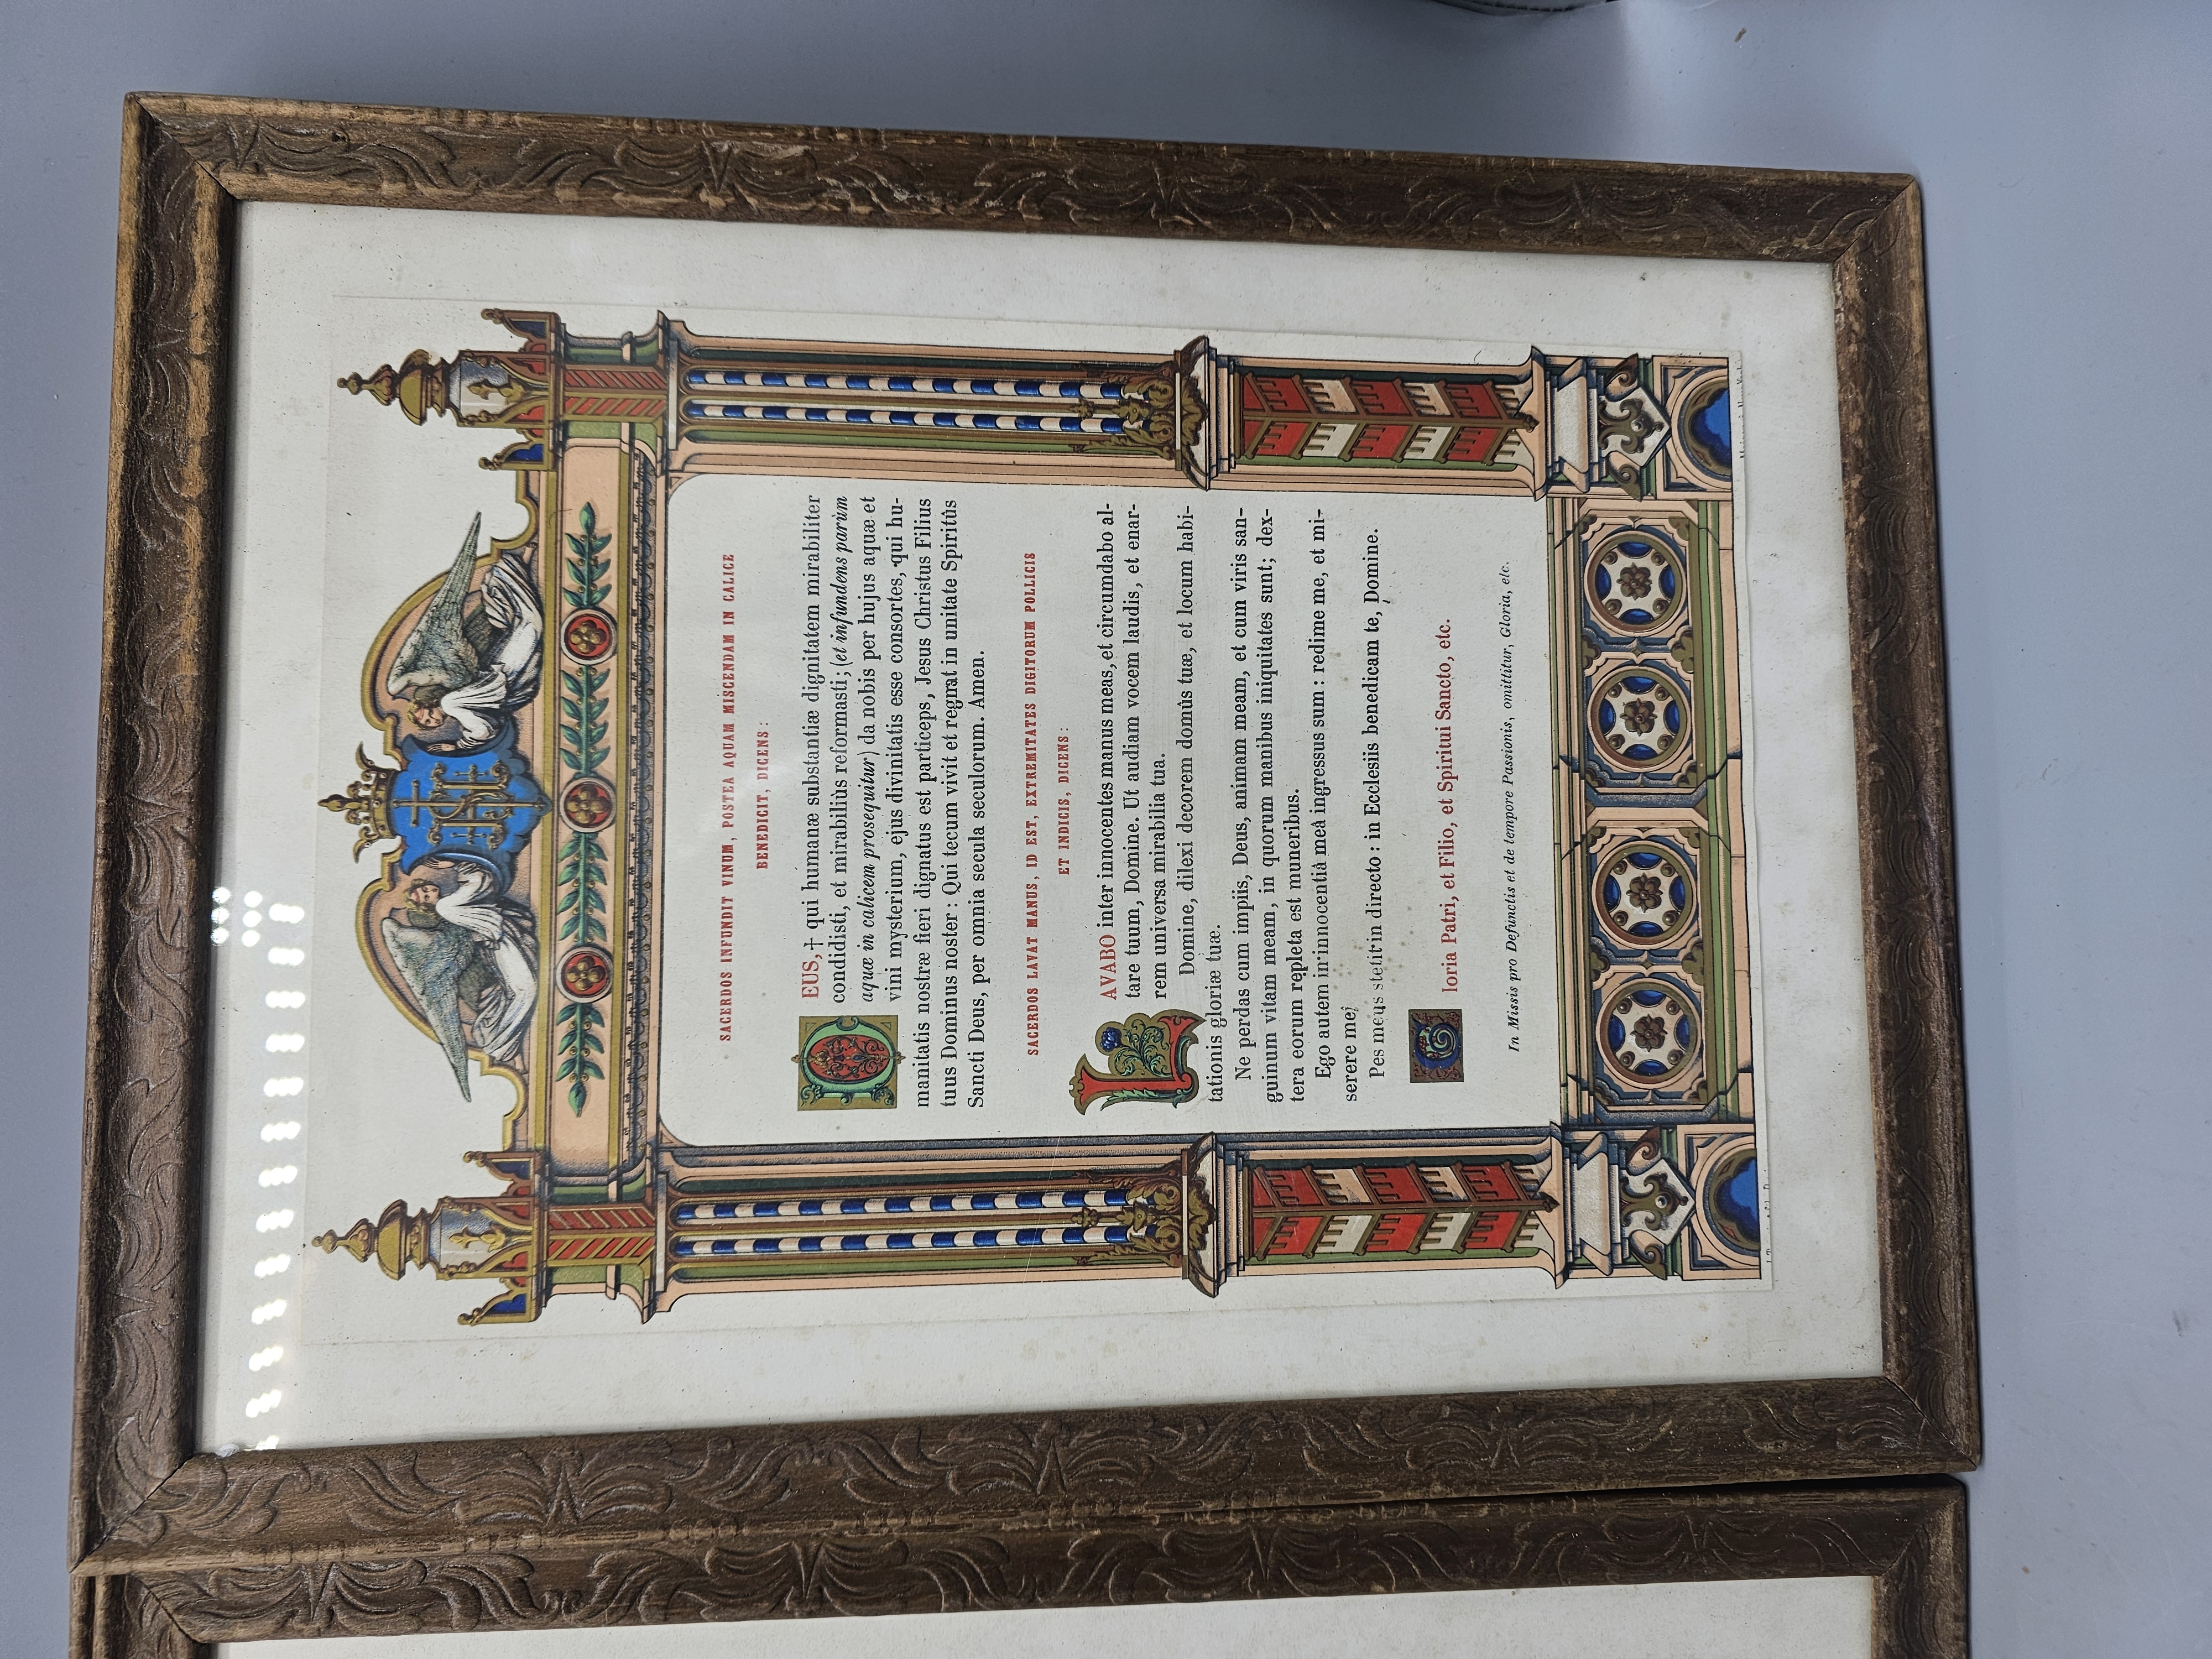 IHS
SACERDOS INFUNDIT VINUM, POSTEA AQUAM MISCENDAM IN CALICE
BENEDICIT, DICENS:
DEUS, † qui humanæ substantiæ dignitatem mirabiliter
condidisti, et mirabiliùs reformasti; (et infundens parùm
aquæ in calicem prosequitur) da nobis per hujus aquæ et
vini mysterium, ejus divinitatis esse consortes, qui hu-
manitatis nostræ fieri dignatus est particeps, Jesus Christus Filius
tuus Dominus noster : Qui tecum vivit et regnat in unitate Spiritûs
Sancti Deus, per omnia secula seculorum. Amen.
SACERDOS LAVAT MANUS, ID EST, EXTREMITATES DIGITORUM POLLICIS
ET INDICIS, DICENS:
LAVABO inter innocentes manus meas, et circumdabo al-
tare tuum, Domine. Ut audiam vocem laudis, et enar-
rem universa mirabilia tua.
Domine, dilexi decorem domûs tuæ, et locum habi-
tationis gloriæ tuæ.
Ne perdas cum impiis, Deus, animam meam, et cum viris san-
guinum vitam meam, in quorum manibus iniquitates sunt; dex-
tera eorum repleta est muneribus.
Ego autem in innocentiâ meâ ingressus sum : redime me, et mi-
serere mei
Pes meus stetit in directo : in Ecclesiis benedicam te, Domine.
Gloria Patri, et Filio, et Spiritui Sancto, etc.
In Missis pro Defunctis et de tempore Passionis, omittitur, Gloria, etc.